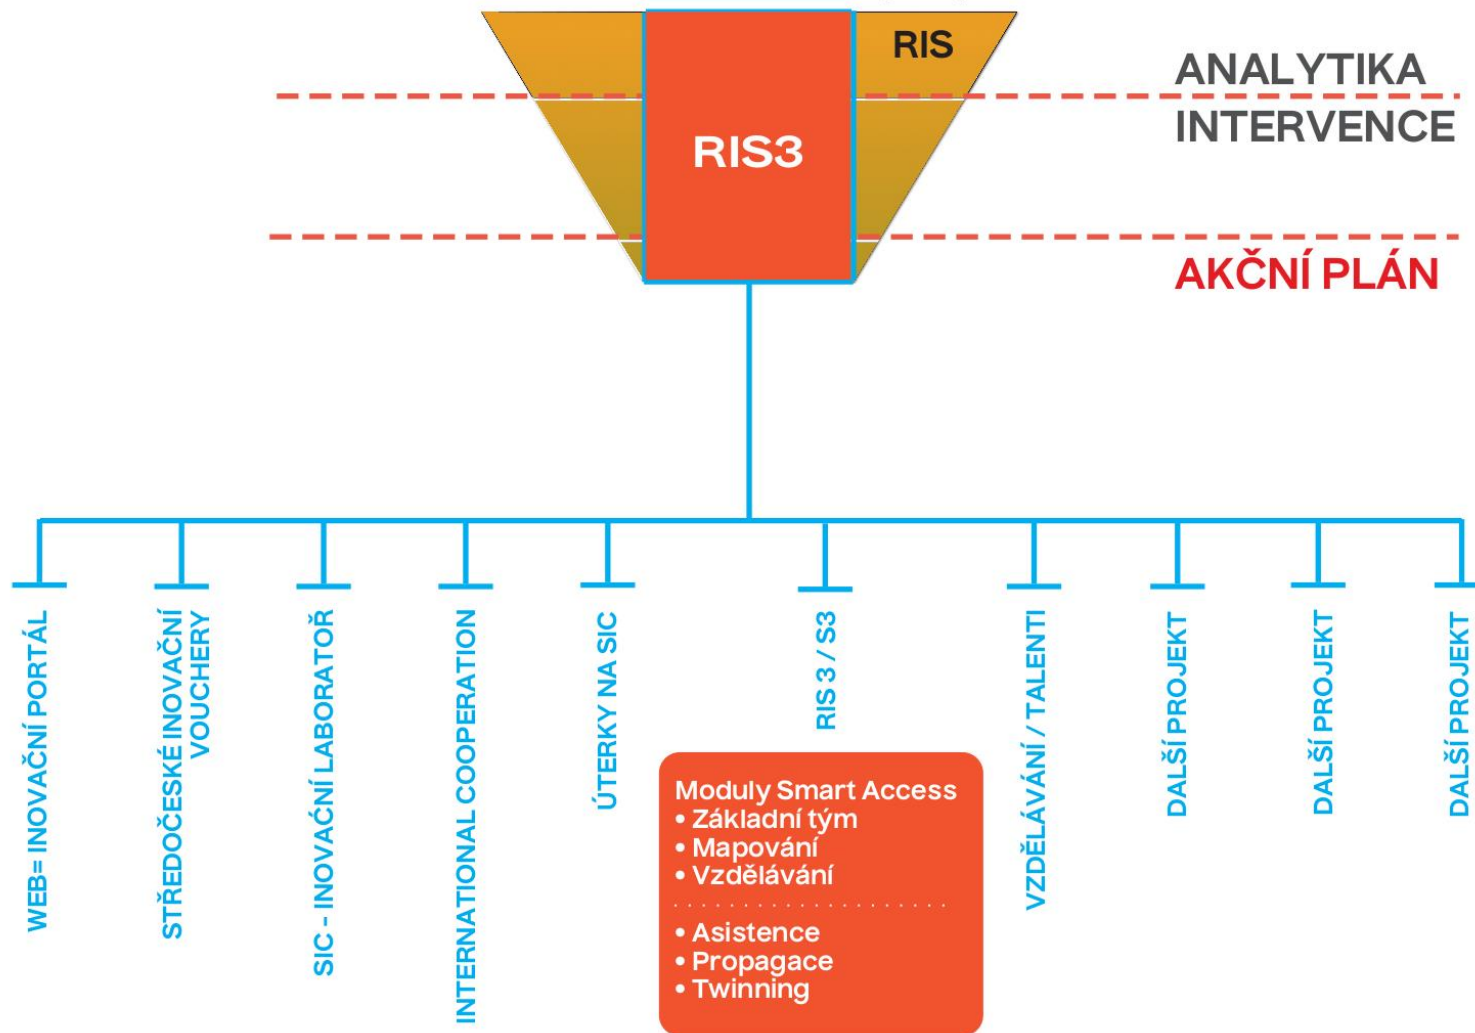 RIS
RIS3
ANALYTIKA
INTERVENCE
AKČNÍ PLÁN
WEB= INOVAČNÍ PORTÁL
STŘEDOČESKÉ INOVAČNÍ
VOUCHERY
SIC - INOVAĆNÍ LABORATOŘ
INTERNATIONAL COOPERATION
ÚTERKY NA SIC
RIS 3 / S3
Moduly Smart Access
• Základní tým
• Mapování
• Vzdělávání
• Asistence
• Propagace
• Twinning
VZDĚLÁVÁNÍ / TALENTI
DALŠÍ PROJEKT
DALŠÍ PROJEKT
DALŠÍ PROJEKT